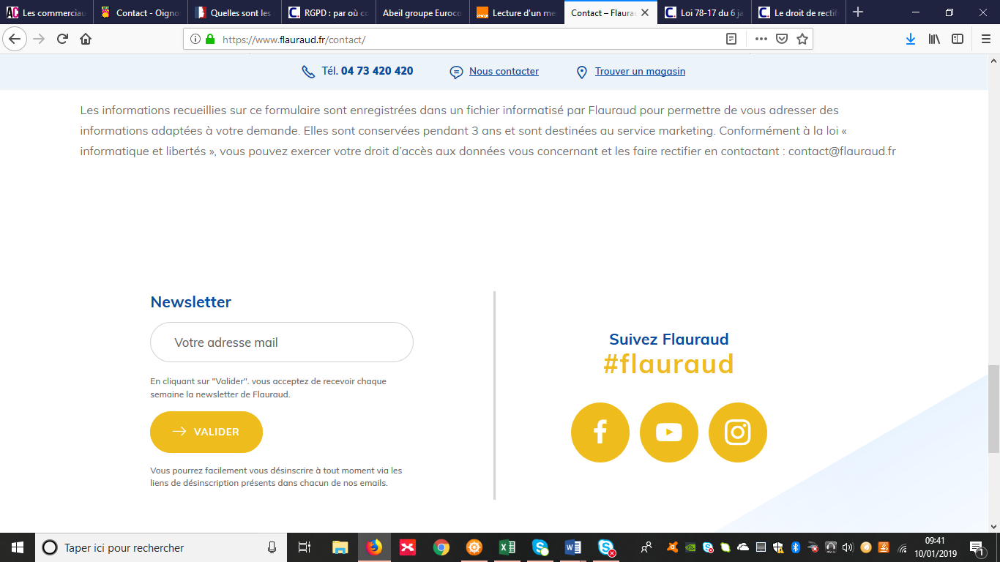 Les commerciau
Contact - Oigno
Quelles sont les
RGPD : par où co
Abeil groupe Euroco
Lecture d'un me
Contact – Flaurau
Loi 78-17 du 6 ja
Le droit de rectifi
https://www.flauraud.fr/contact/
Tél. 04 73 420 420
Nous contacter
Trouver un magasin
Les informations recueillies sur ce formulaire sont enregistrées dans un fichier informatisé par Flauraud pour permettre de vous adresser des
informations adaptées à votre demande. Elles sont conservées pendant 3 ans et sont destinées au service marketing. Conformément à la loi «
informatique et libertés », vous pouvez exercer votre droit d'accès aux données vous concernant et les faire rectifier en contactant : contact@flauraud.fr
Newsletter
Votre adresse mail
En cliquant sur "Valider". vous acceptez de recevoir chaque
semaine la newsletter de Flauraud.
VALIDER
Vous pourrez facilement vous désinscrire à tout moment via les
liens de désinscription présents dans chacun de nos emails.
Suivez Flauraud
#flauraud
Taper ici pour rechercher
09:41
10/01/2019
1